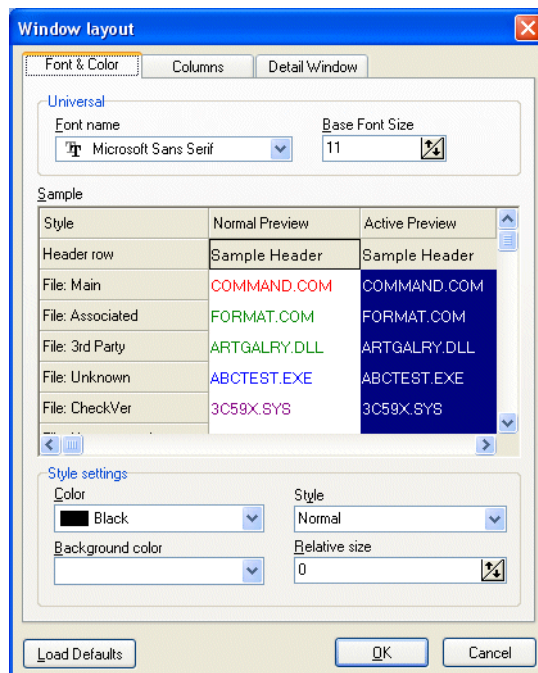 Window layout
Font & Color Columns Detail Window
Universal
Font name Base Font Size
Microsoft Sans Serif 11
Sample
Style Normal Preview Active Preview
Header row Sample Header Sample Header
File: Main COMMAND.COM COMMAND.COM
File: Associated FORMAT.COM FORMAT.COM
File: 3rd Party ARTGALRY.DLL ARTGALRY.DLL
File: Unknown ABCTEST.EXE ABCTEST.EXE
File: CheckVer 3C59X.SYS 3C59X.SYS
Style settings
Color Style
Black Normal
Background color Relative size
0
Load Defaults OK Cancel